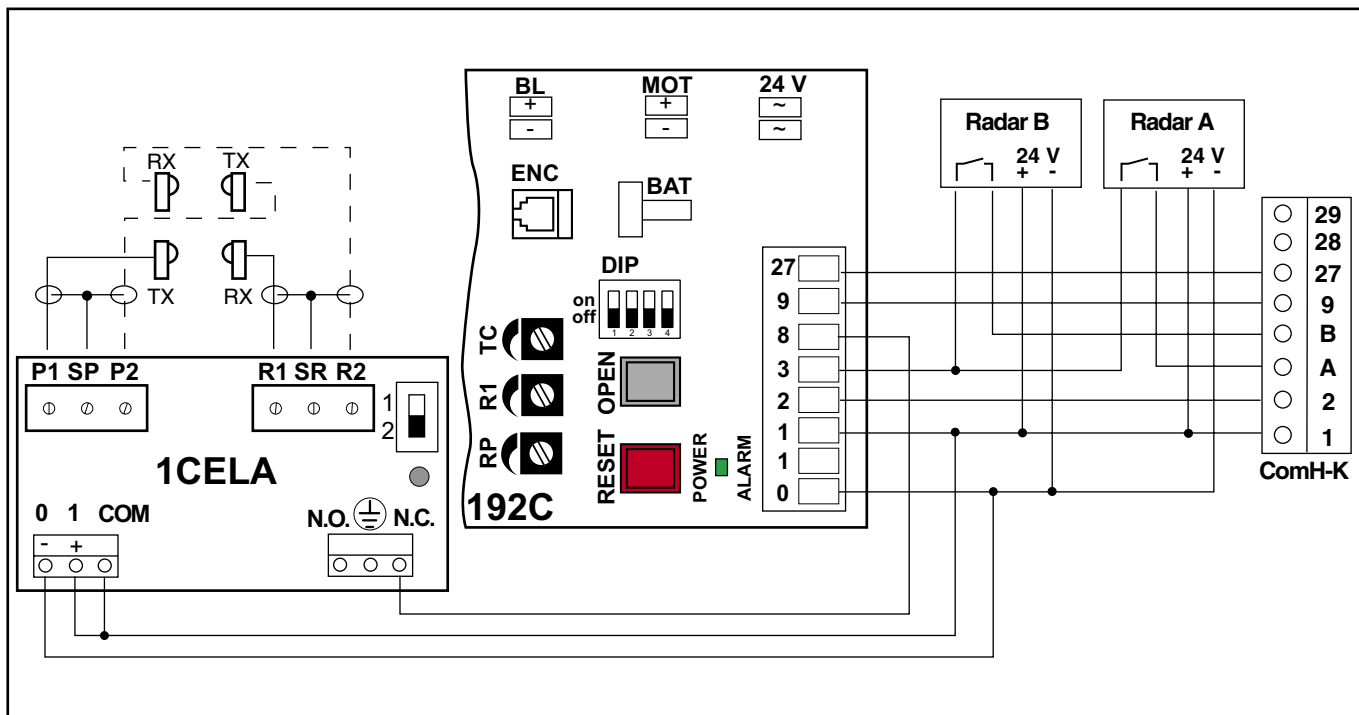 BL
+
-
MOT
+
-
24 V
~
~
ENC
BAT
DIP
on
off
1 2 3 4
TC
R1
RP
OPEN
RESET
POWER
ALARM
192C
27
9
8
3
2
1
1
0
RX TX
TX RX
P1 SP P2
R1 SR R2
1
2
1CELA
0 1 COM
- +
N.O. N.C.
Radar B
24 V
+ -
Radar A
24 V
+ -
29
28
27
9
B
A
2
1
ComH-K